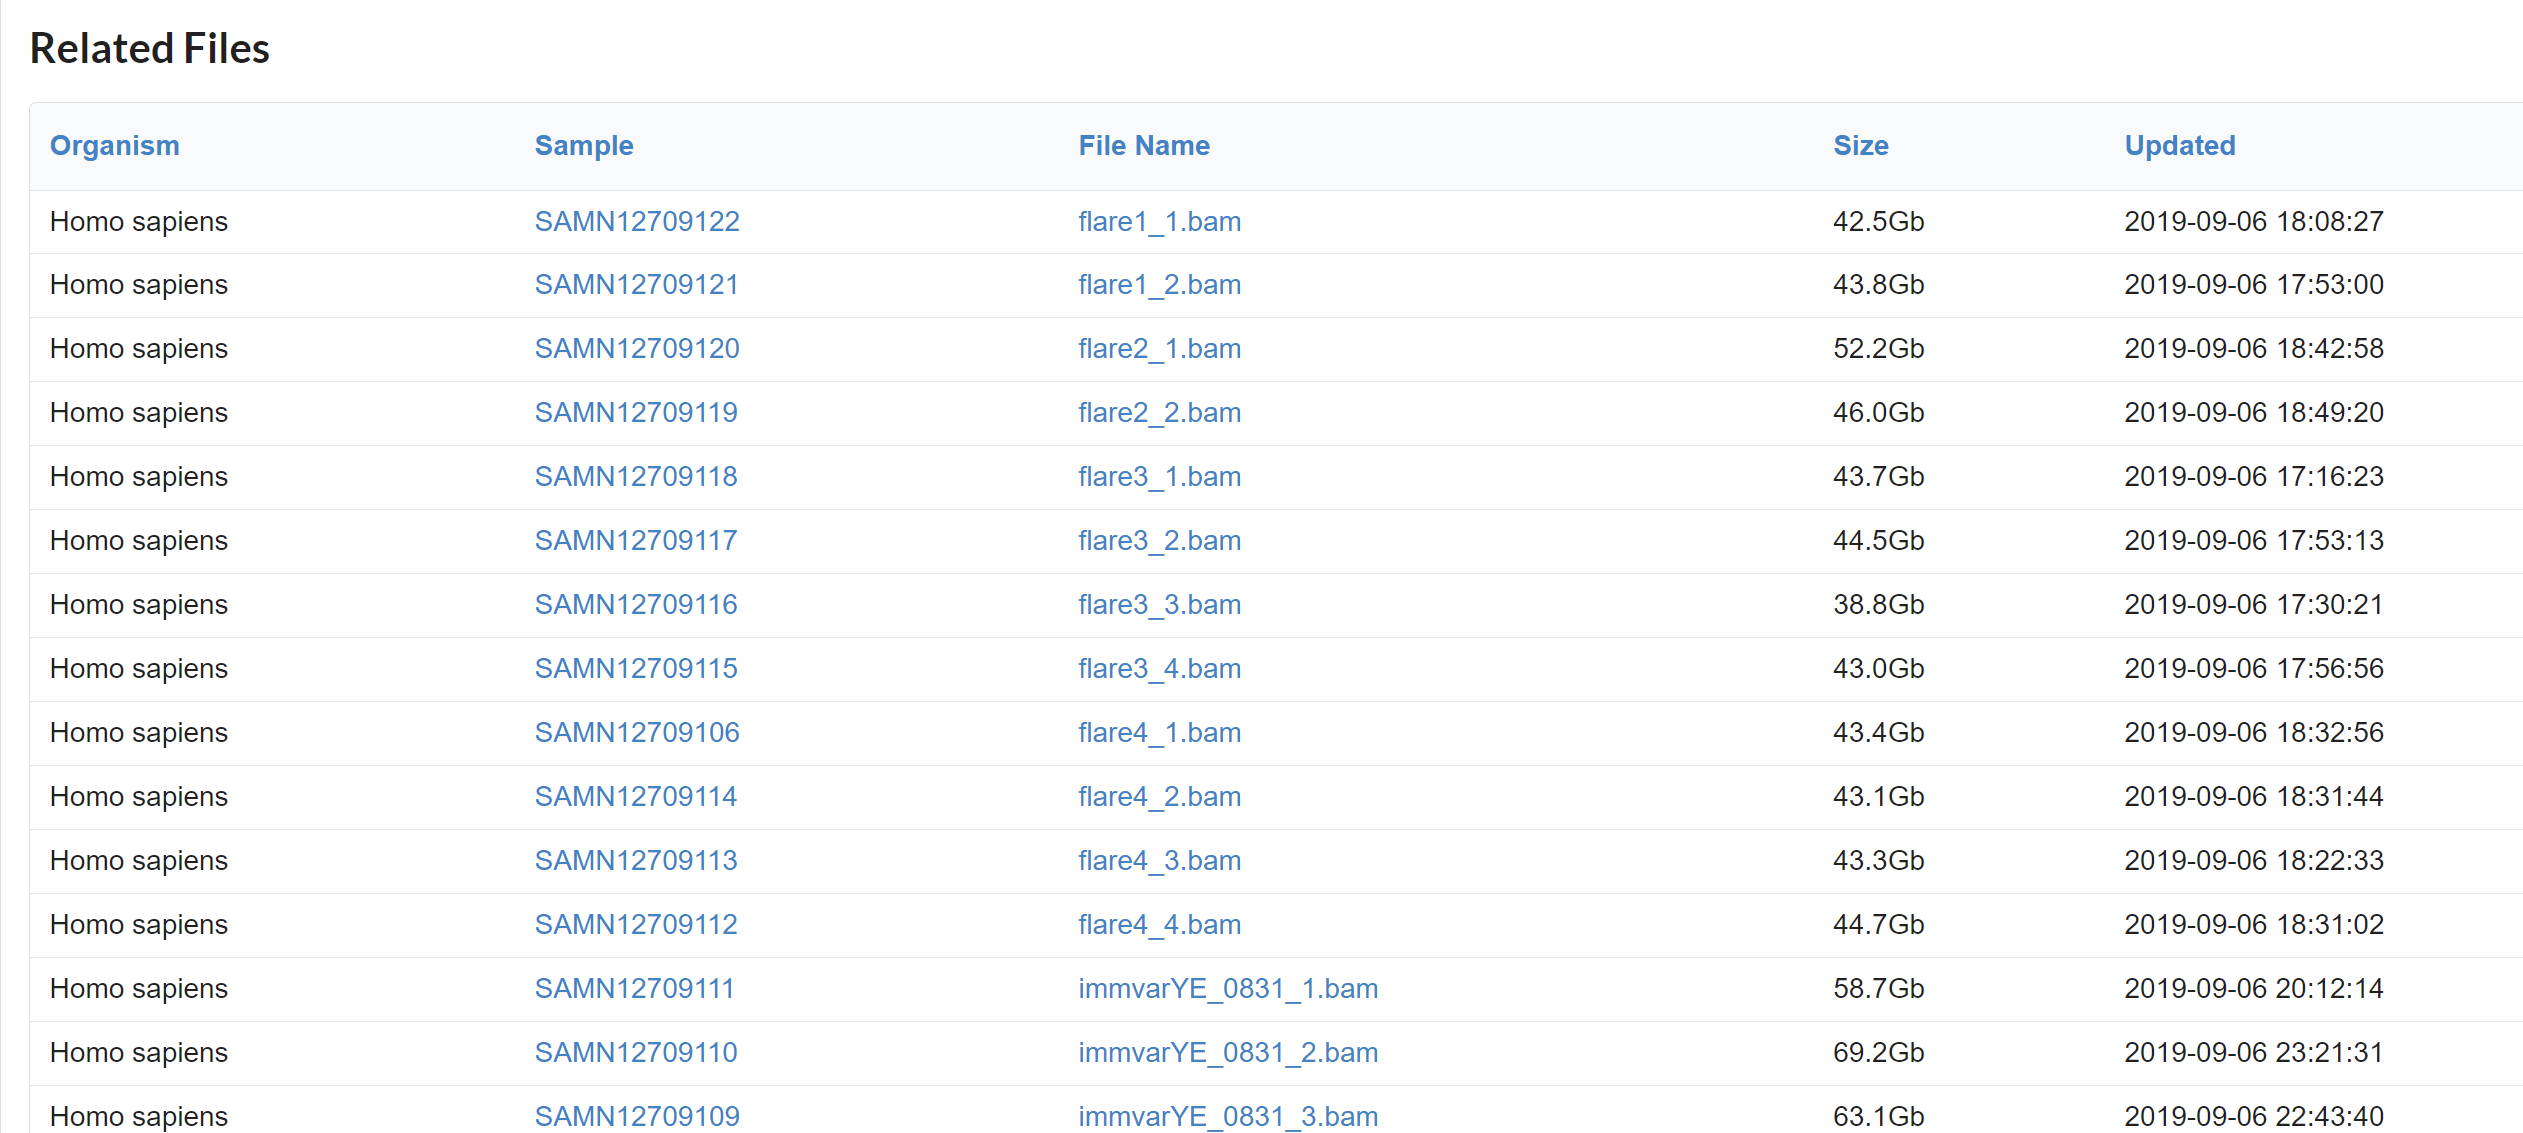 Related Files
Organism Sample File Name Size Updated
Homo sapiens SAMN12709122 flare1_1.bam 42.5Gb 2019-09-06 18:08:27
Homo sapiens SAMN12709121 flare1_2.bam 43.8Gb 2019-09-06 17:53:00
Homo sapiens SAMN12709120 flare2_1.bam 52.2Gb 2019-09-06 18:42:58
Homo sapiens SAMN12709119 flare2_2.bam 46.0Gb 2019-09-06 18:49:20
Homo sapiens SAMN12709118 flare3_1.bam 43.7Gb 2019-09-06 17:16:23
Homo sapiens SAMN12709117 flare3_2.bam 44.5Gb 2019-09-06 17:53:13
Homo sapiens SAMN12709116 flare3_3.bam 38.8Gb 2019-09-06 17:30:21
Homo sapiens SAMN12709115 flare3_4.bam 43.0Gb 2019-09-06 17:56:56
Homo sapiens SAMN12709106 flare4_1.bam 43.4Gb 2019-09-06 18:32:56
Homo sapiens SAMN12709114 flare4_2.bam 43.1Gb 2019-09-06 18:31:44
Homo sapiens SAMN12709113 flare4_3.bam 43.3Gb 2019-09-06 18:22:33
Homo sapiens SAMN12709112 flare4_4.bam 44.7Gb 2019-09-06 18:31:02
Homo sapiens SAMN12709111 immvarYE_0831_1.bam 58.7Gb 2019-09-06 20:12:14
Homo sapiens SAMN12709110 immvarYE_0831_2.bam 69.2Gb 2019-09-06 23:21:31
Homo sapiens SAMN12709109 immvarYE_0831_3.bam 63.1Gb 2019-09-06 22:43:40